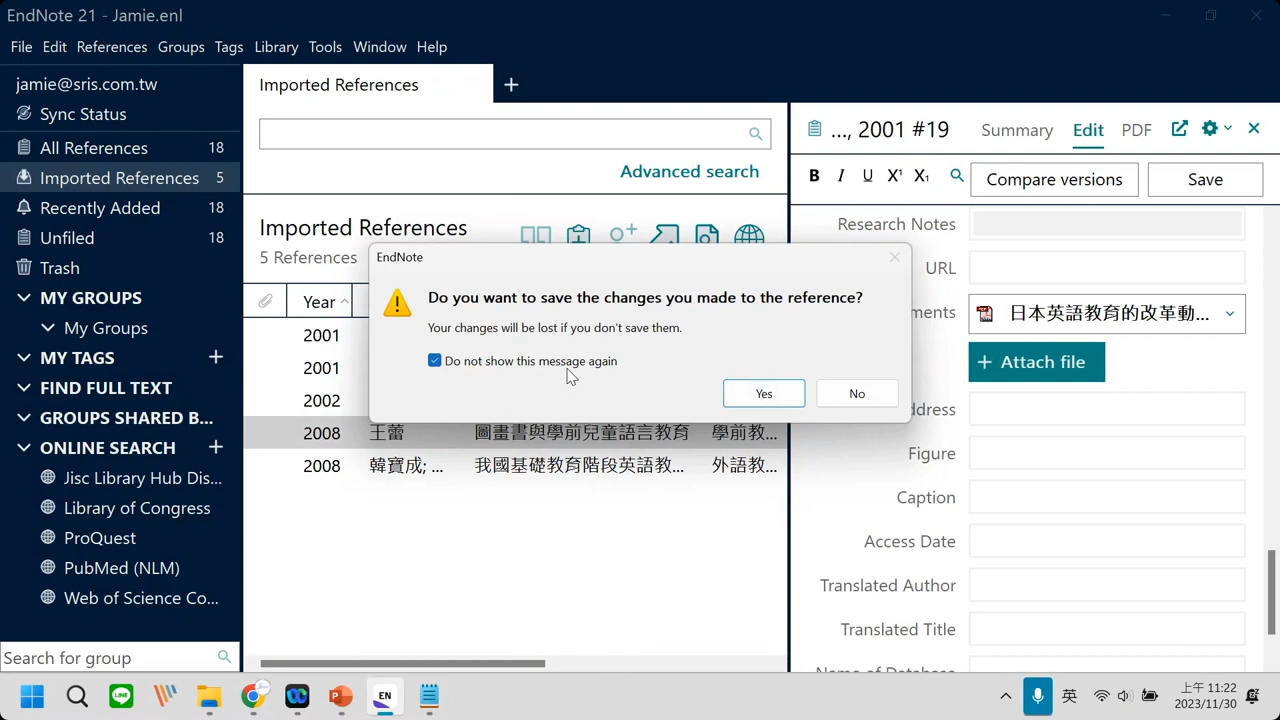 EndNote 21 - Jamie.enl
File Edit References Groups Tags Library Tools Window Help
jamie@sris.com.tw
Sync Status
All References 18
Imported References 5
Recently Added 18
Unfiled 18
Trash
MY GROUPS
My Groups
MY TAGS
FIND FULL TEXT
GROUPS SHARED B...
ONLINE SEARCH
Jisc Library Hub Dis...
Library of Congress
ProQuest
PubMed (NLM)
Web of Science Co...
Search for group
Imported References
Advanced search
Imported References
5 References
Year
2001
2001
2002
2008 王蕾 圖畫書與學前兒童語言教育 學前教...
2008 韓寶成; ... 我國基礎教育階段英語教... 外語教...
EndNote
Do you want to save the changes you made to the reference?
Your changes will be lost if you don't save them.
Do not show this message again
Yes No
..., 2001 #19 Summary Edit PDF
B I U X¹ X₁ Compare versions Save
Research Notes
URL
ments 日本英語教育的改革動...
+ Attach file
ddress
Figure
Caption
Access Date
Translated Author
Translated Title
Name of Database
英
上午 11:22
2023/11/30